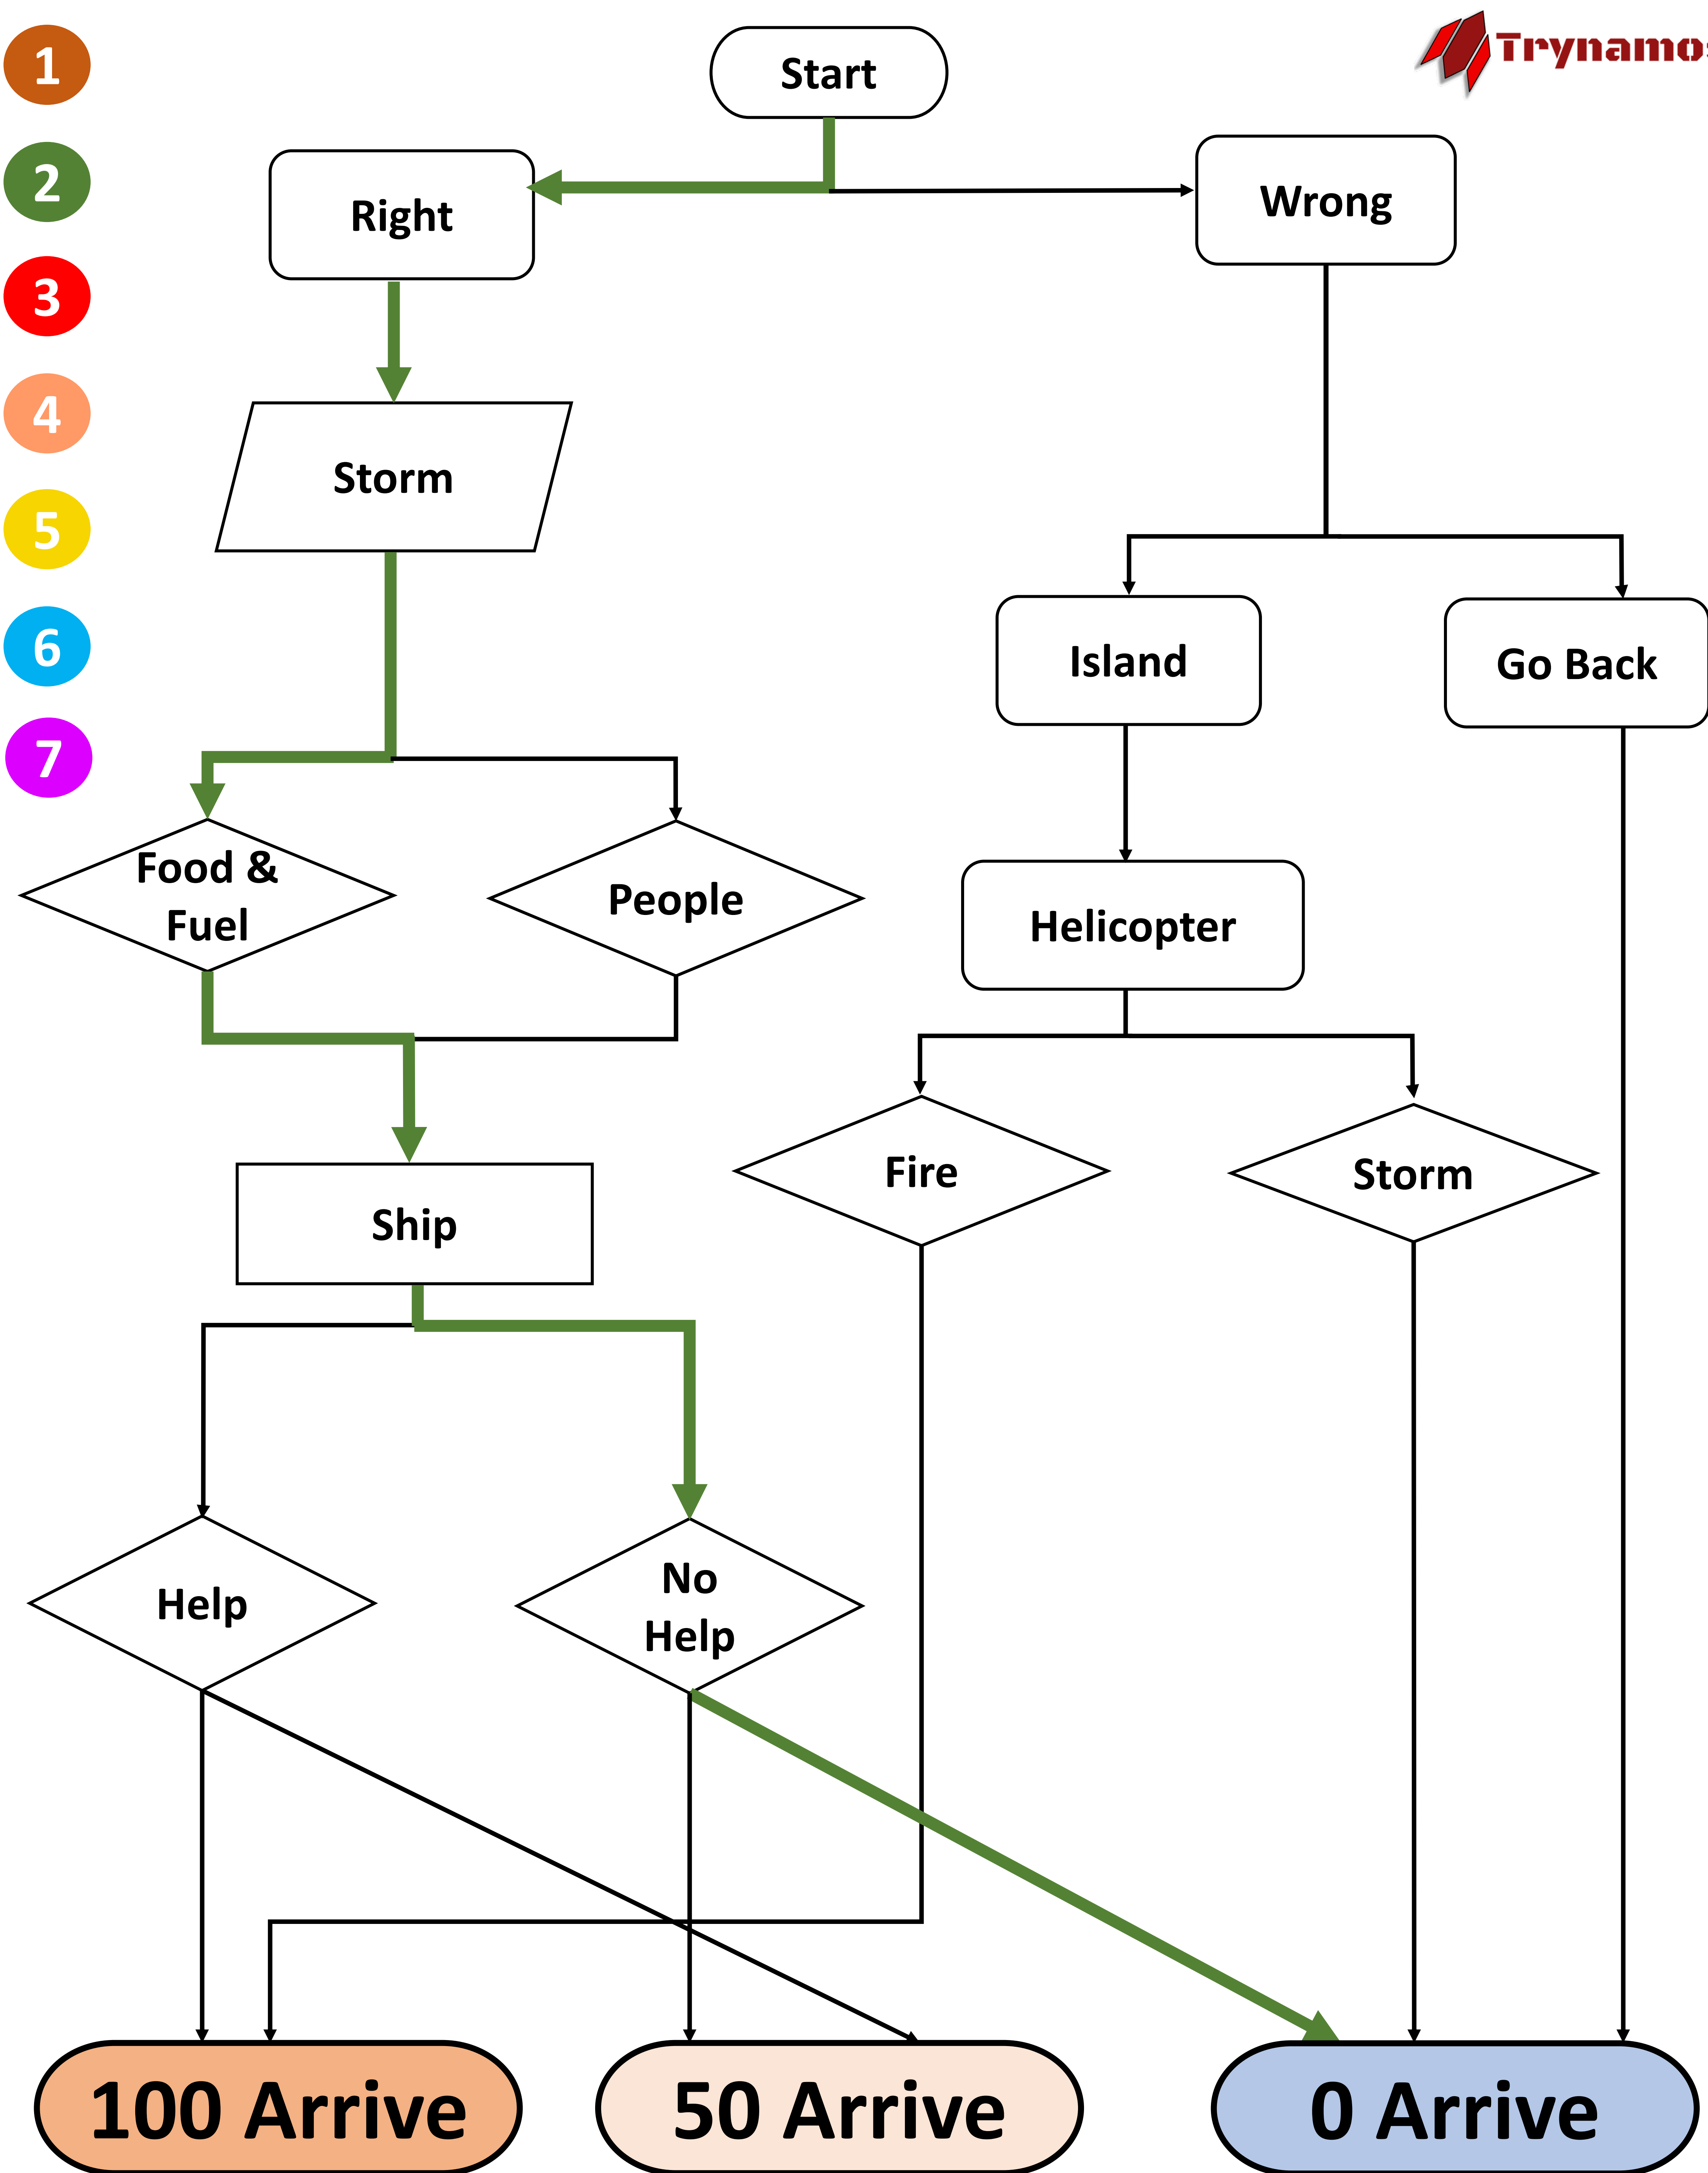 1
Start
Trynamos
2
Right
Wrong
3
4
Storm
5
6
Island
Go Back
7
Food &
Fuel
People
Helicopter
Fire
Storm
Ship
Help
No
Help
100 Arrive
50 Arrive
0 Arrive